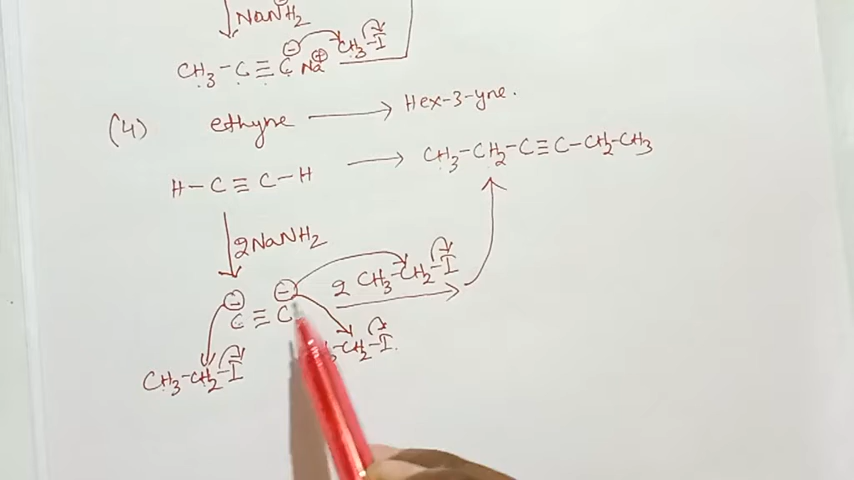 NaNH2
CH3-C≡C⊖ Na⊕ CH3-I
(4) ethyne ⟶ Hex-3-yne.
H-C≡C-H ⟶ CH3-CH2-C≡C-CH2-CH3
2NaNH2
⊖C≡C⊖ 2 CH3-CH2-I
CH3-CH2-I
-CH2-I